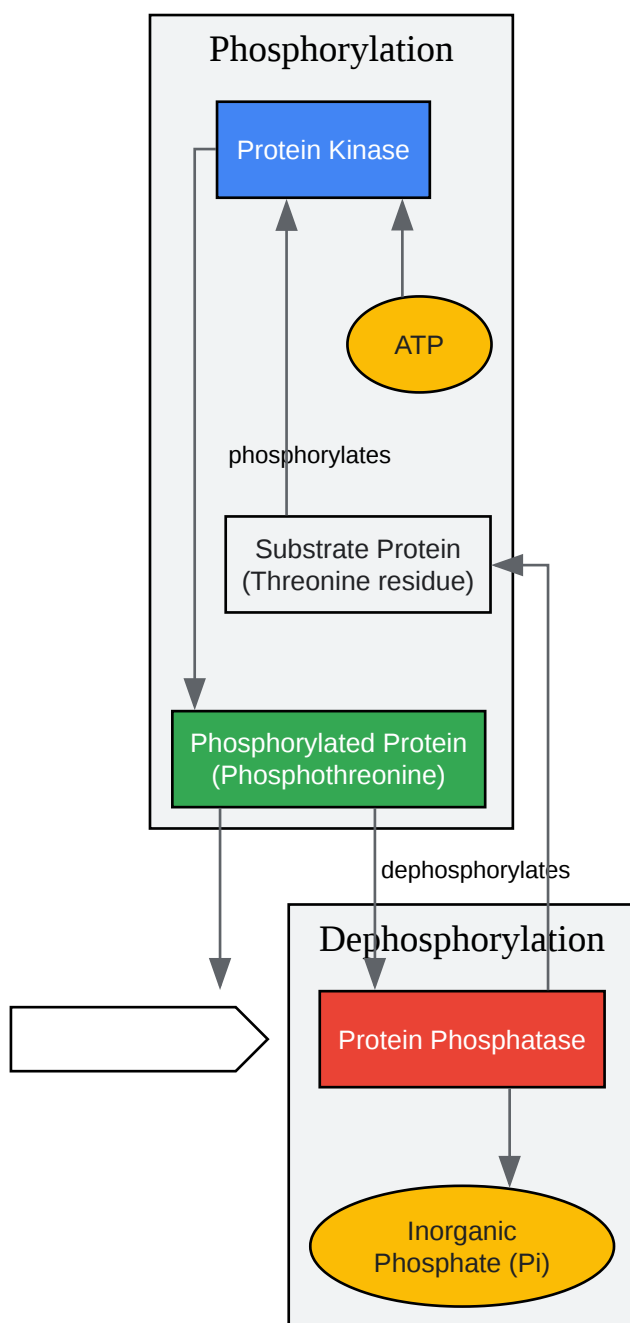 Phosphorylation
Protein Kinase
ATP
phosphorylates
Substrate Protein
(Threonine residue)
Phosphorylated Protein
(Phosphothreonine)
dephosphorylates
Dephosphorylation
Protein Phosphatase
Inorganic
Phosphate (Pi)